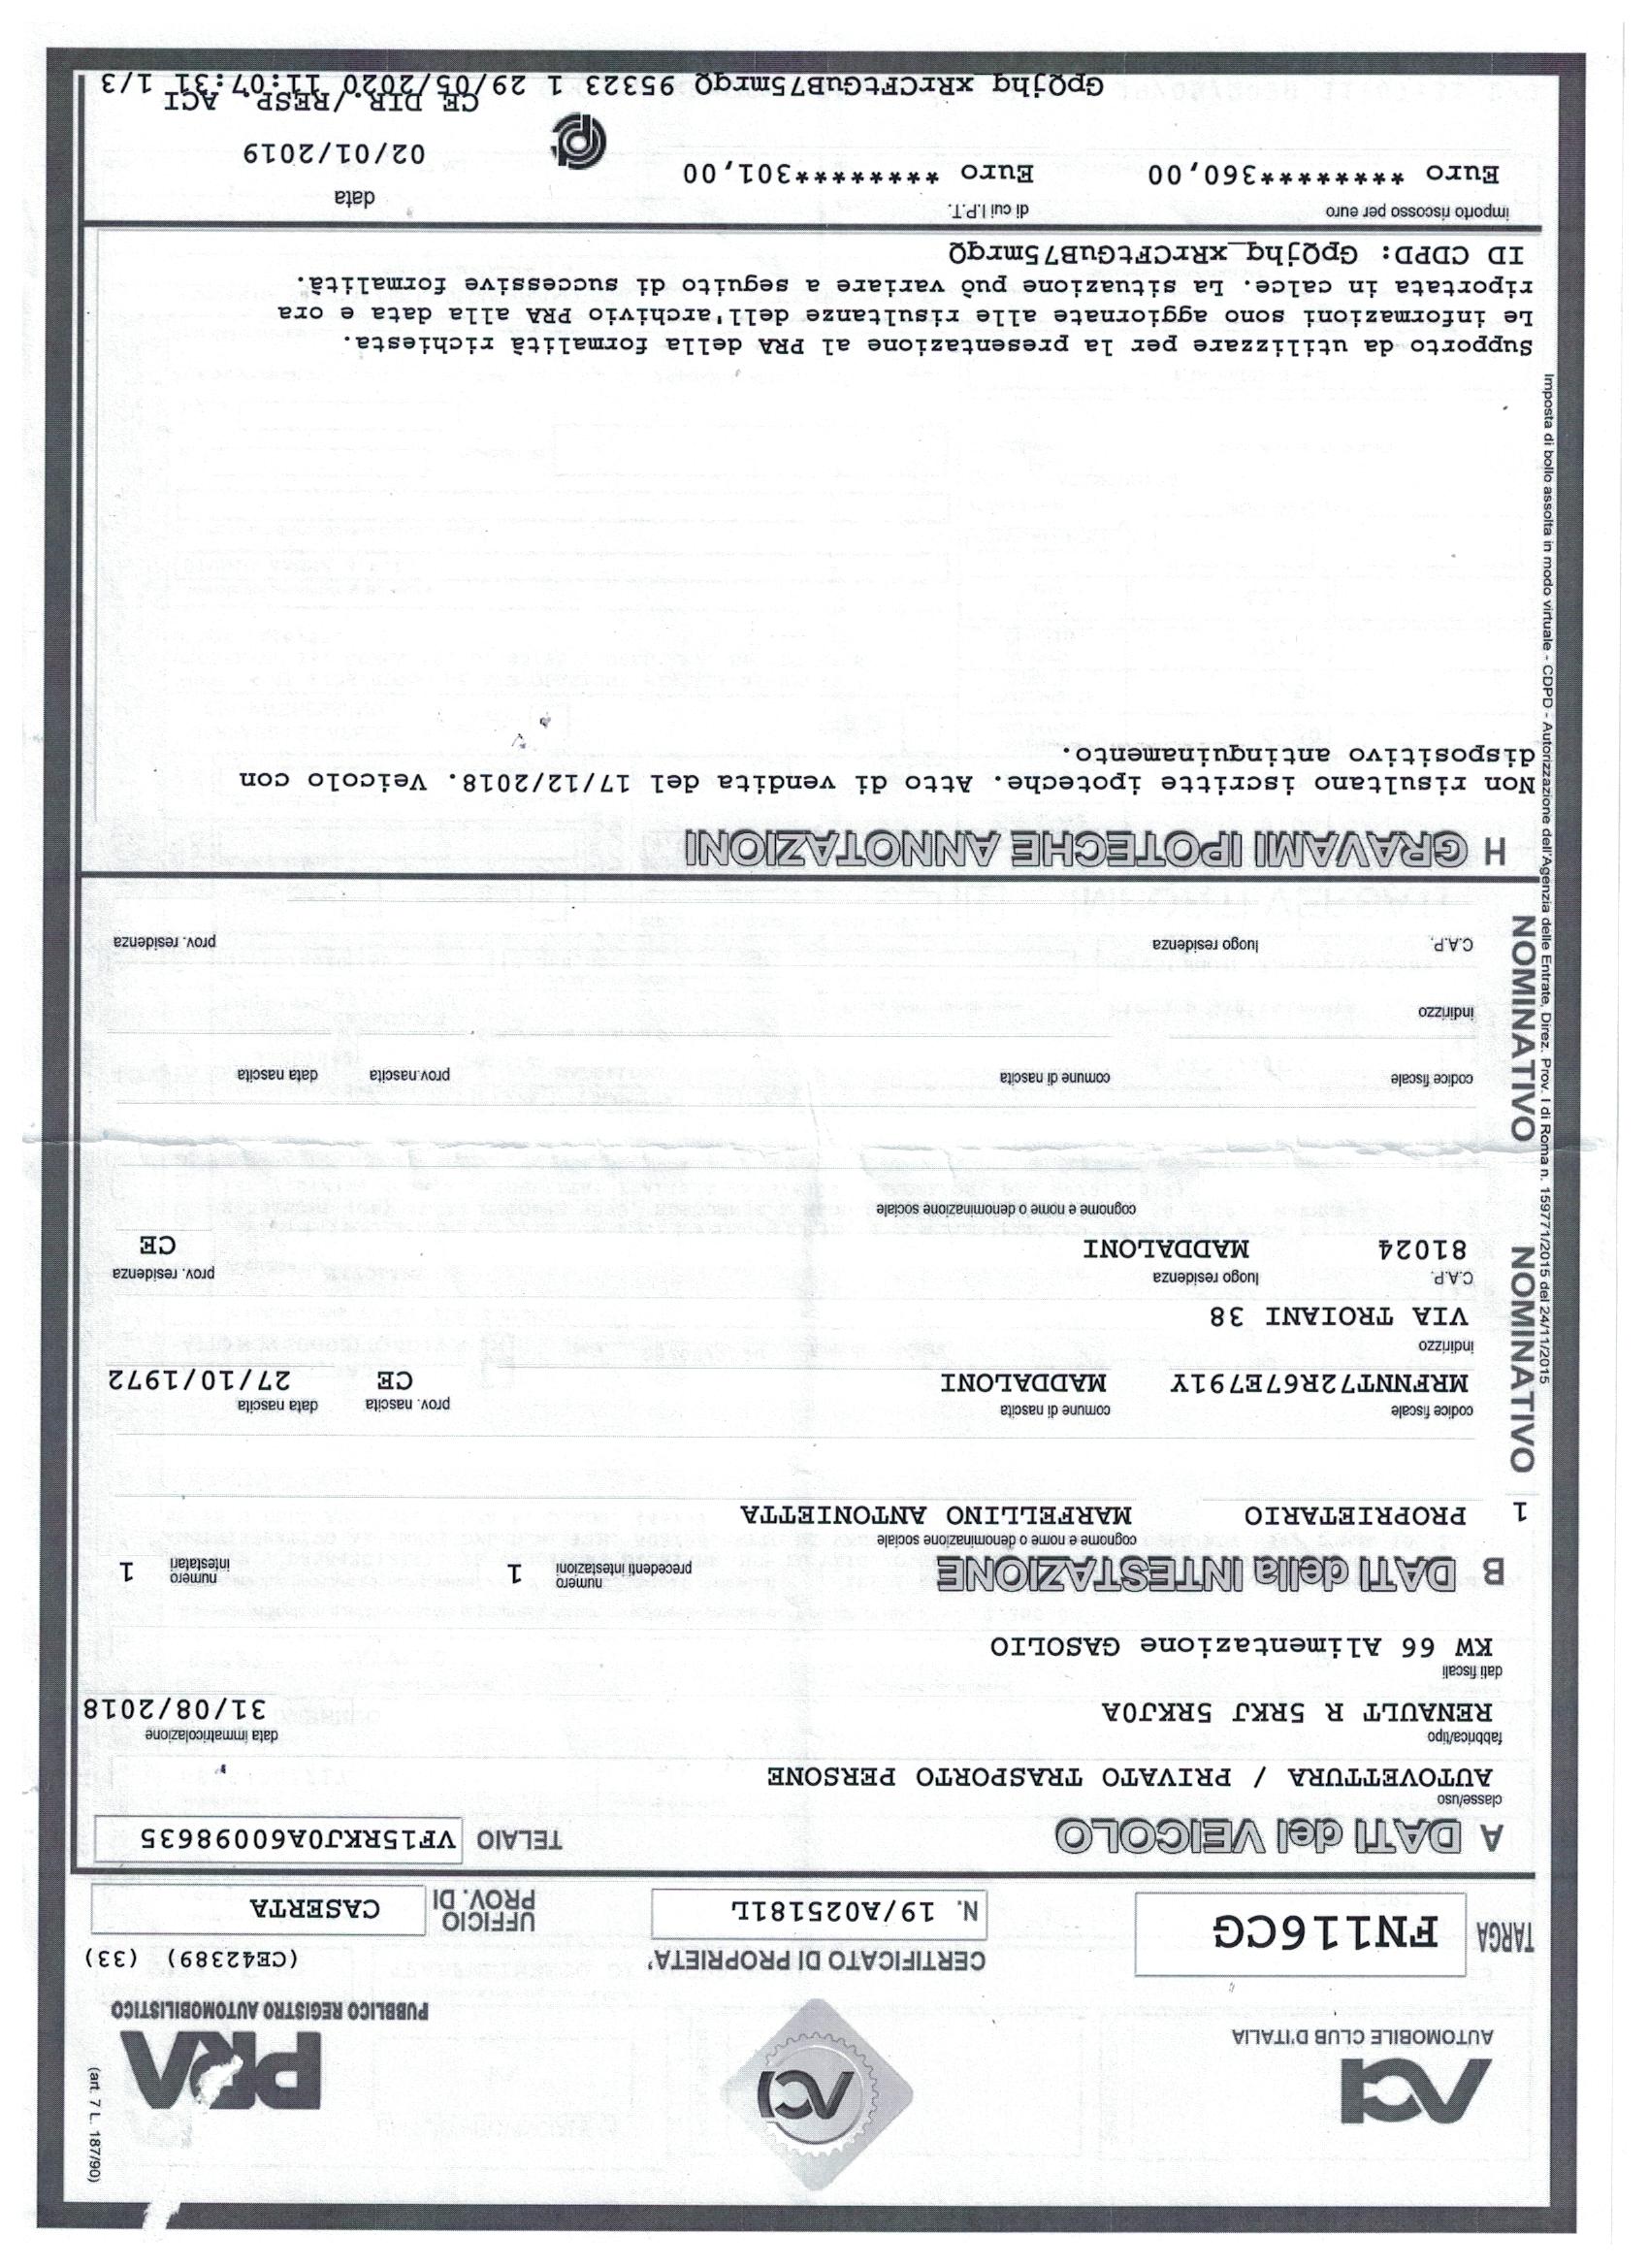 (art. 7 L. 187/90)
ACI
AUTOMOBILE CLUB D'ITALIA
ACI
PRA
PUBBLICO REGISTRO AUTOMOBILISTICO
TARGA FN116CG
CERTIFICATO DI PROPRIETA'
N. 19/A025181L
(CE42389) (33)
UFFICIO PROV. DI CASERTA
A DATI del VEICOLO
TELAIO VF15RKJ0A60098635
classe/uso
AUTOVETTURA / PRIVATO TRASPORTO PERSONE
fabbrica/tipo data immatricolazione
RENAULT R 5RKJ 5RKJ0A 31/08/2018
dati fiscali
KW 66 Alimentazione GASOLIO
B DATI della INTESTAZIONE
numero precedenti intestazioni 1
numero intestatari 1
cognome e nome o denominazione sociale
1 PROPRIETARIO MARFELLINO ANTONIETTA
NOMINATIVO
codice fiscale comune di nascita prov. nascita data nascita
MRFNNT72R67E791Y MADDALONI CE 27/10/1972
indirizzo
VIA TROIANI 38
C.A.P. luogo residenza prov. residenza
81024 MADDALONI CE
cognome e nome o denominazione sociale
NOMINATIVO
codice fiscale comune di nascita prov.nascita data nascita
indirizzo
C.A.P. luogo residenza prov. residenza
H GRAVAMI IPOTECHE ANNOTAZIONI
Non risultano iscritte ipoteche. Atto di vendita del 17/12/2018. Veicolo con
dispositivo antinquinamento.
Supporto da utilizzare per la presentazione al PRA della formalità richiesta.
Le informazioni sono aggiornate alle risultanze dell'archivio PRA alla data e ora
riportata in calce. La situazione può variare a seguito di successive formalità.
ID CDPD: GpQjhq_xRrCFtGuB75mrqQ
importo riscosso per euro di cui I.P.T. data
Euro *********360,00 Euro *********301,00 02/01/2019
CE DIR./RESP. ACI
GpQjhq_xRrCFtGuB75mrqQ 95323 1 29/05/2020 11:07:31 1/3
Imposta di bollo assolta in modo virtuale - CDPD - Autorizzazione dell'Agenzia delle Entrate, Direz. Prov. I di Roma n. 159771/2015 del 24/11/2015